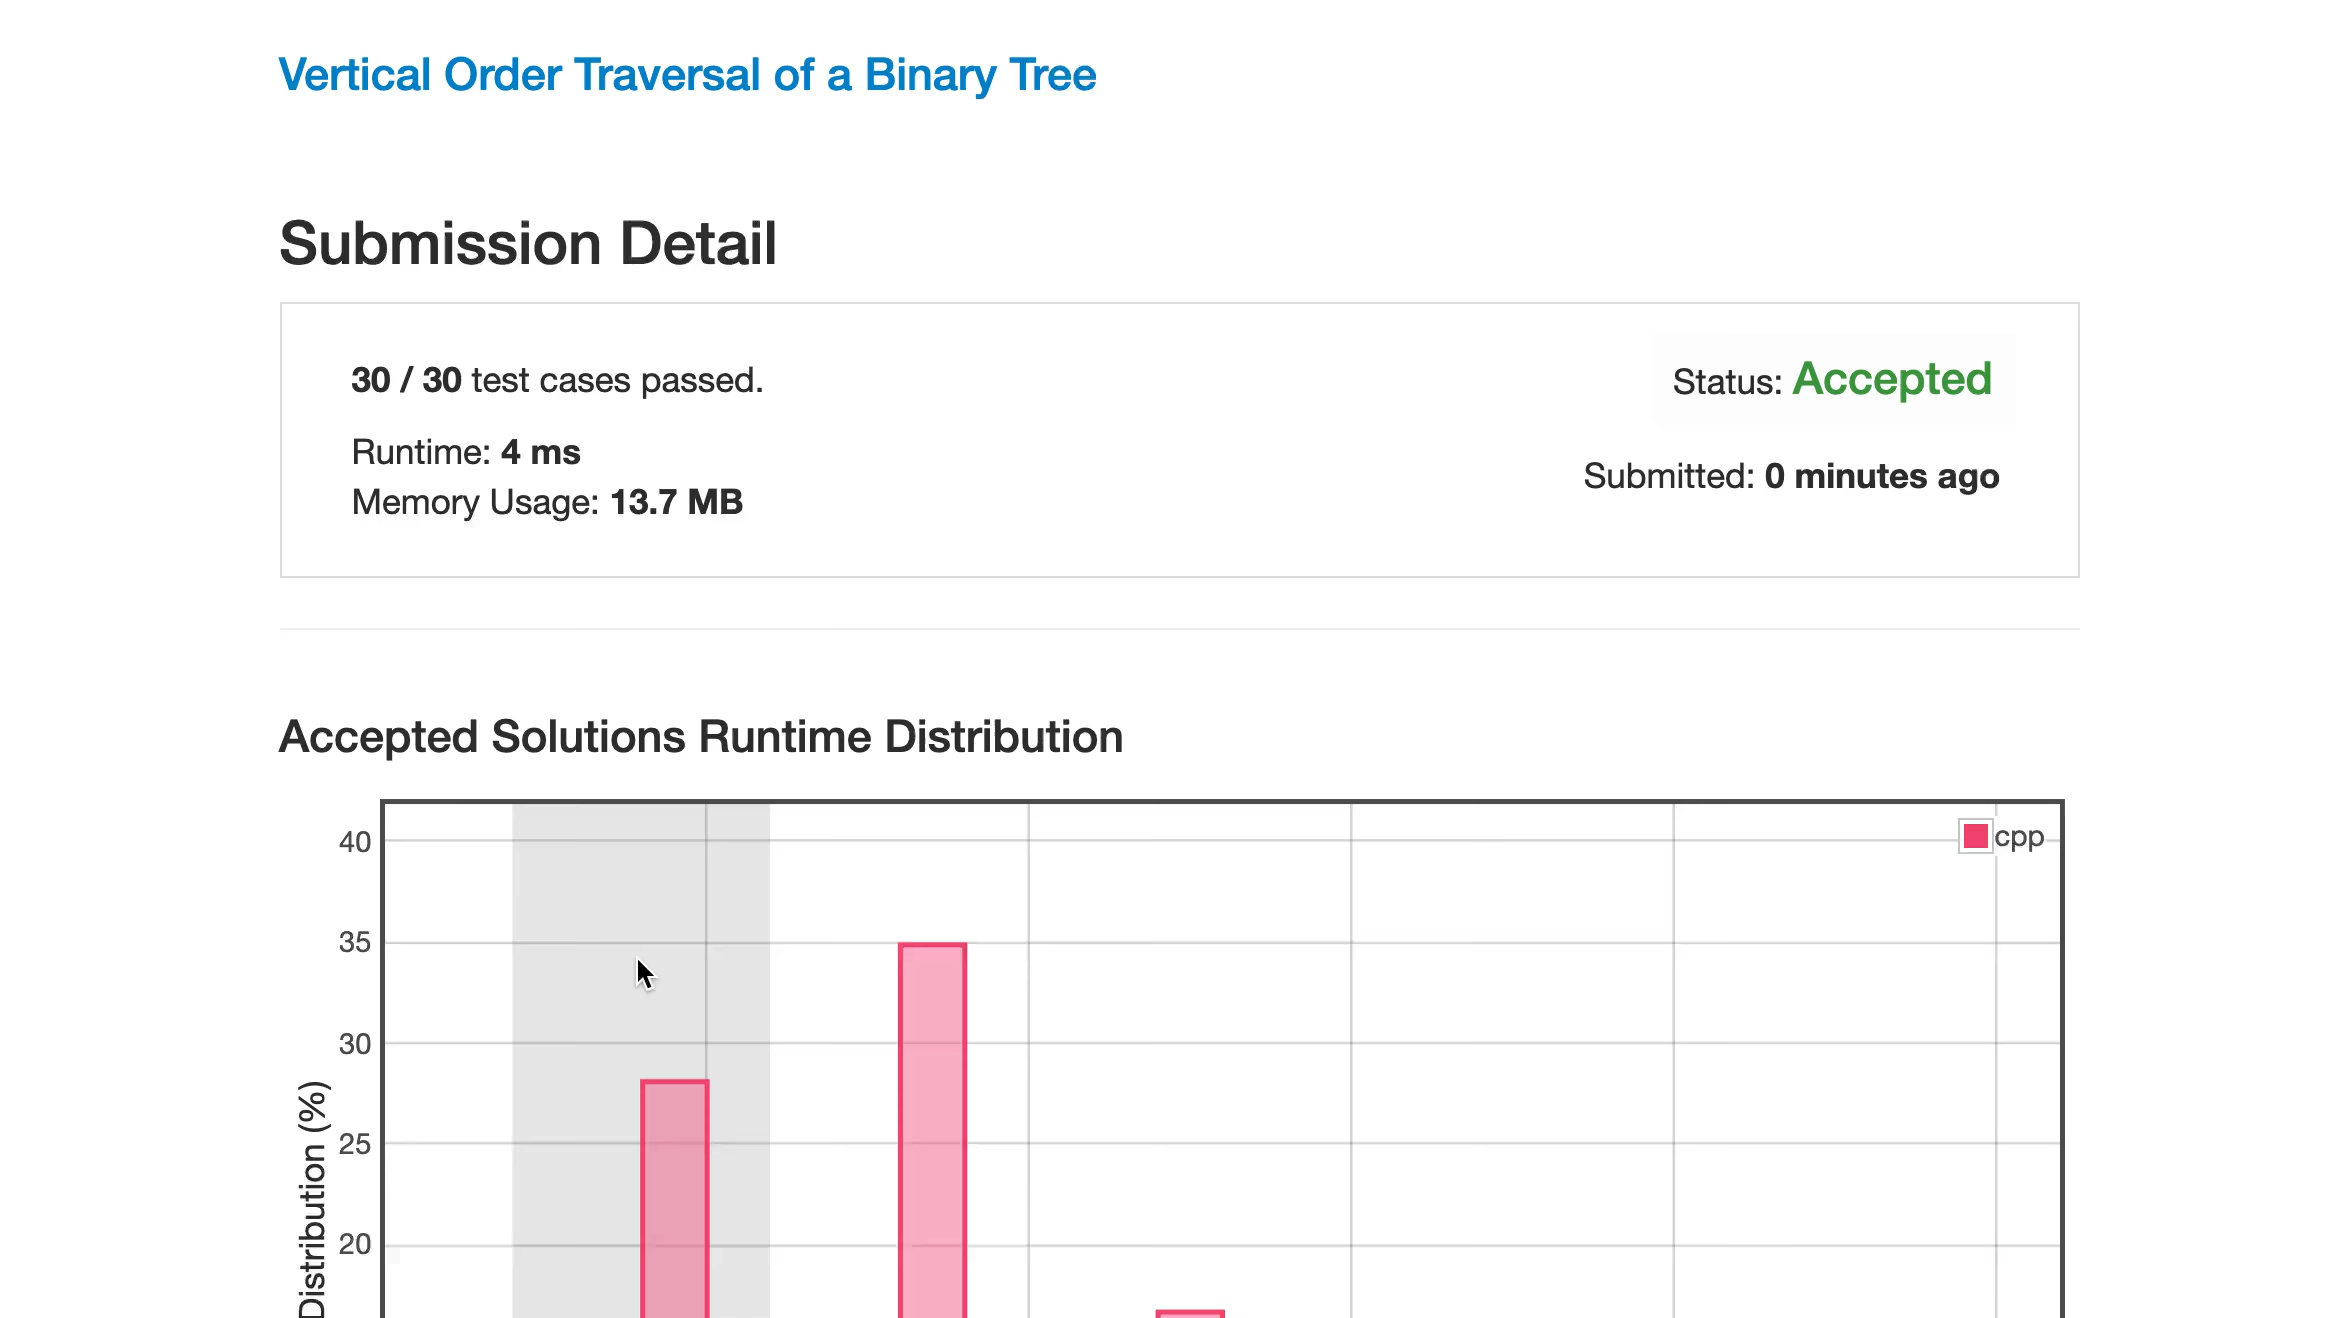 Vertical Order Traversal of a Binary Tree
Submission Detail
30 / 30 test cases passed.
Status: Accepted
Runtime: 4 ms
Submitted: 0 minutes ago
Memory Usage: 13.7 MB
Accepted Solutions Runtime Distribution
cpp
40
35
30
25
20
Distribution (%)